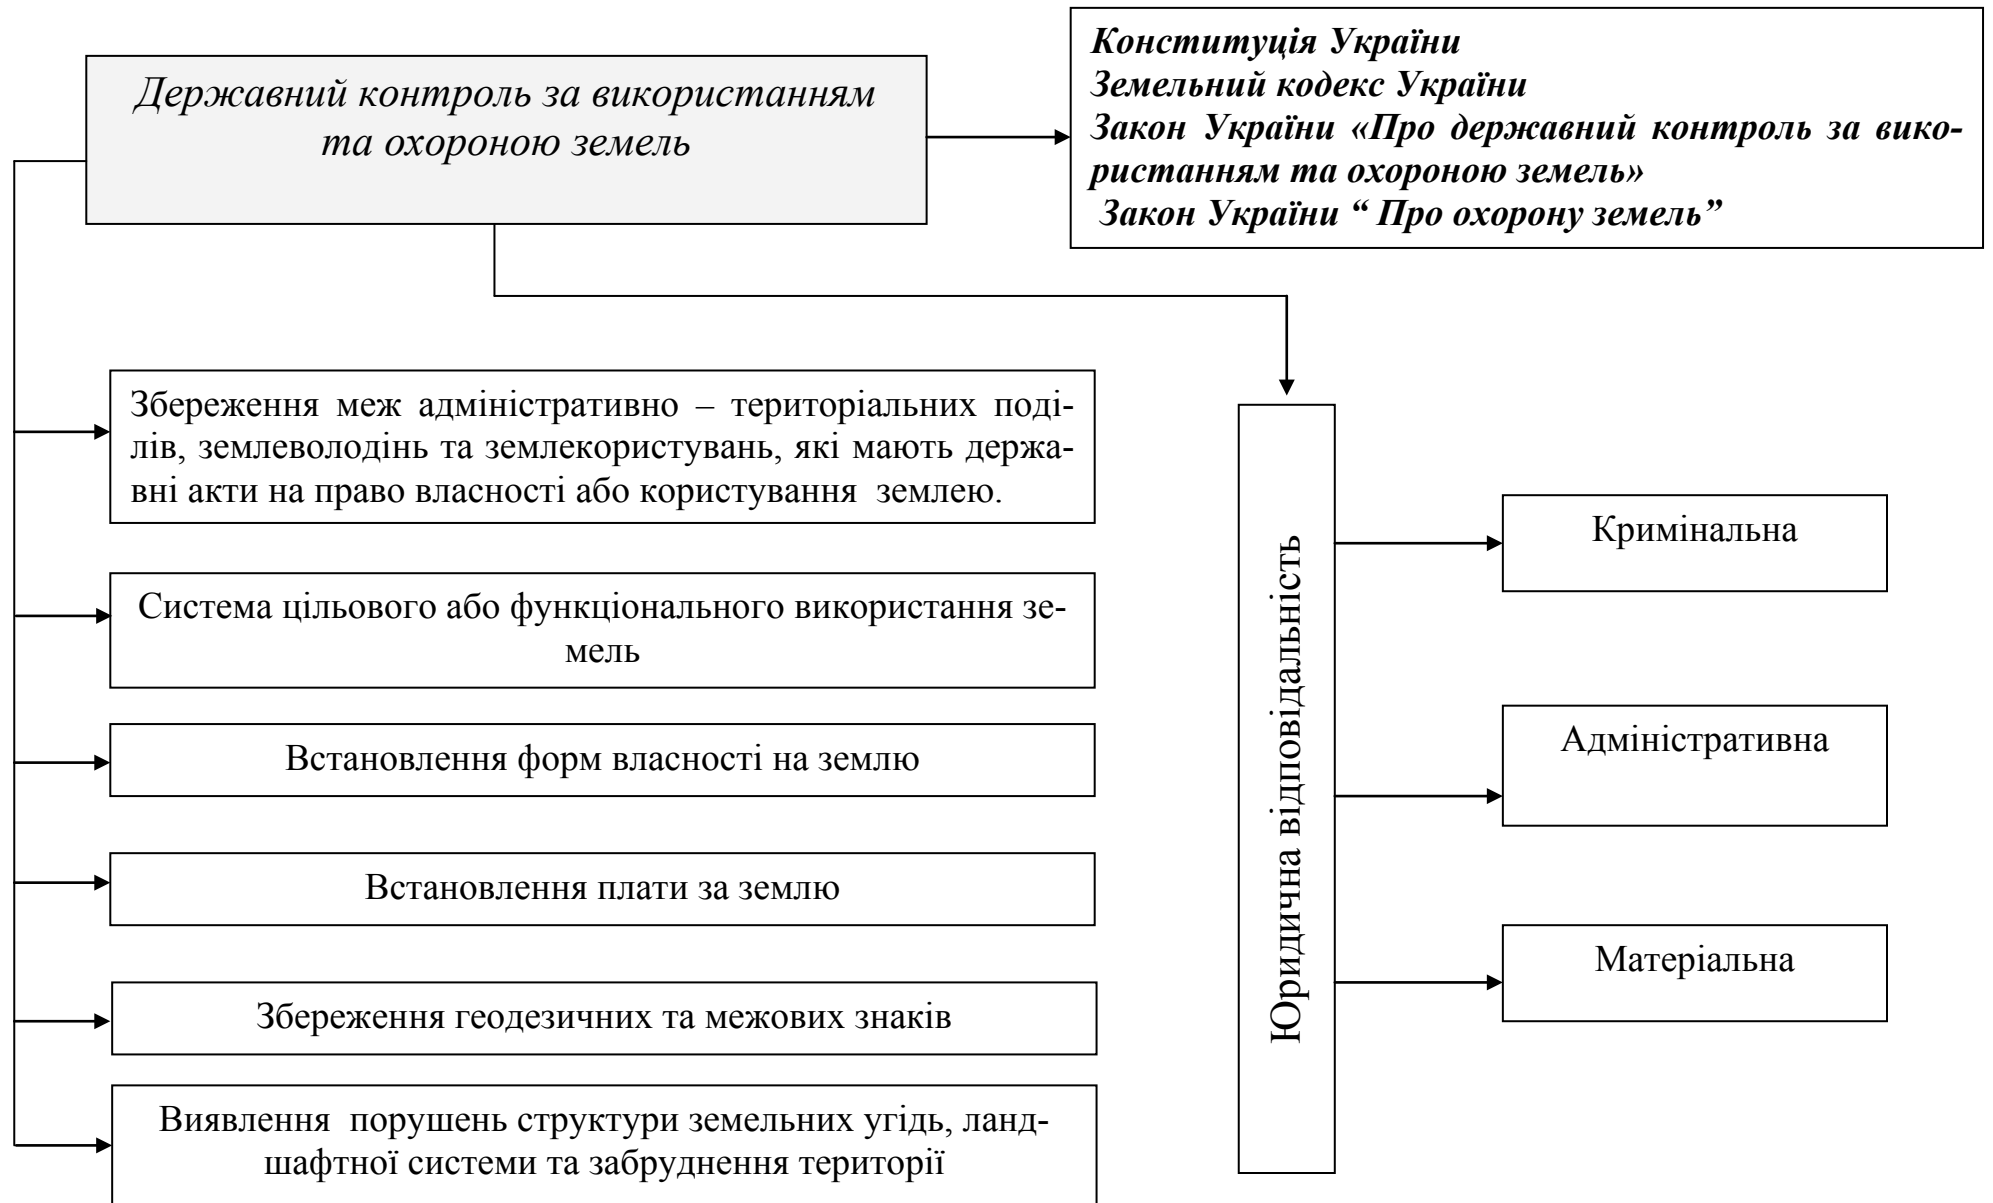 Державний контроль за використанням
та охороною земель
Конституція України
Земельний кодекс України
Закон України «Про державний контроль за вико-
ристанням та охороною земель»
Закон України “ Про охорону земель”
Збереження меж адміністративно – територіальних поді-
лів, землеволодінь та землекористувань, які мають держа-
вні акти на право власності або користування землею.
Система цільового або функціонального використання зе-
мель
Встановлення форм власності на землю
Встановлення плати за землю
Збереження геодезичних та межових знаків
Виявлення порушень структури земельних угідь, ланд-
шафтної системи та забруднення території
Юридична відповідальність
Кримінальна
Адміністративна
Матеріальна